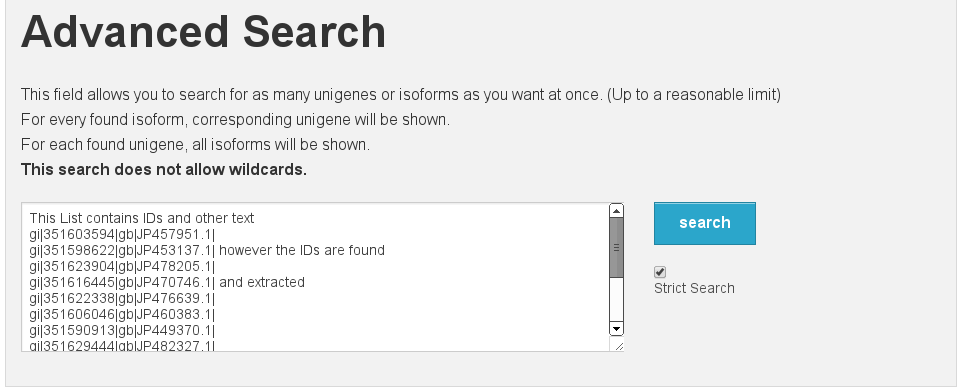 Advanced Search
This field allows you to search for as many unigenes or isoforms as you want at once. (Up to a reasonable limit)
For every found isoform, corresponding unigene will be shown.
For each found unigene, all isoforms will be shown.
This search does not allow wildcards.
This List contains IDs and other text
gi|351603594|gb|JP457951.1|
gi|351598622|gb|JP453137.1| however the IDs are found
gi|351623904|gb|JP478205.1|
gi|351616445|gb|JP470746.1| and extracted
gi|351622338|gb|JP476639.1|
gi|351606046|gb|JP460383.1|
gi|351590913|gb|JP449370.1|
gi|351629444|gb|JP482327.1|
search
Strict Search